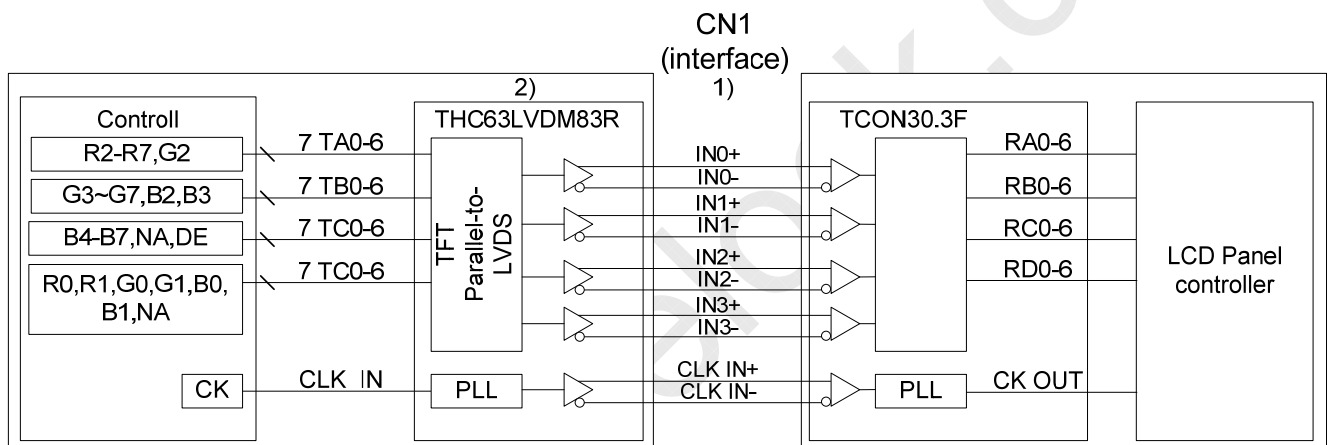 CN1
(interface)
1)
2)
Controll
R2-R7,G2
G3~G7,B2,B3
B4-B7,NA,DE
R0,R1,G0,G1,B0,
B1,NA
CK
7 TA0-6
7 TB0-6
7 TC0-6
7 TC0-6
CLK IN
THC63LVDM83R
TFT
Parallel-to-
LVDS
PLL
IN0+
IN0-
IN1+
IN1-
IN2+
IN2-
IN3+
IN3-
CLK IN+
CLK IN-
TCON30.3F
PLL
RA0-6
RB0-6
RC0-6
RD0-6
CK OUT
LCD Panel
controller